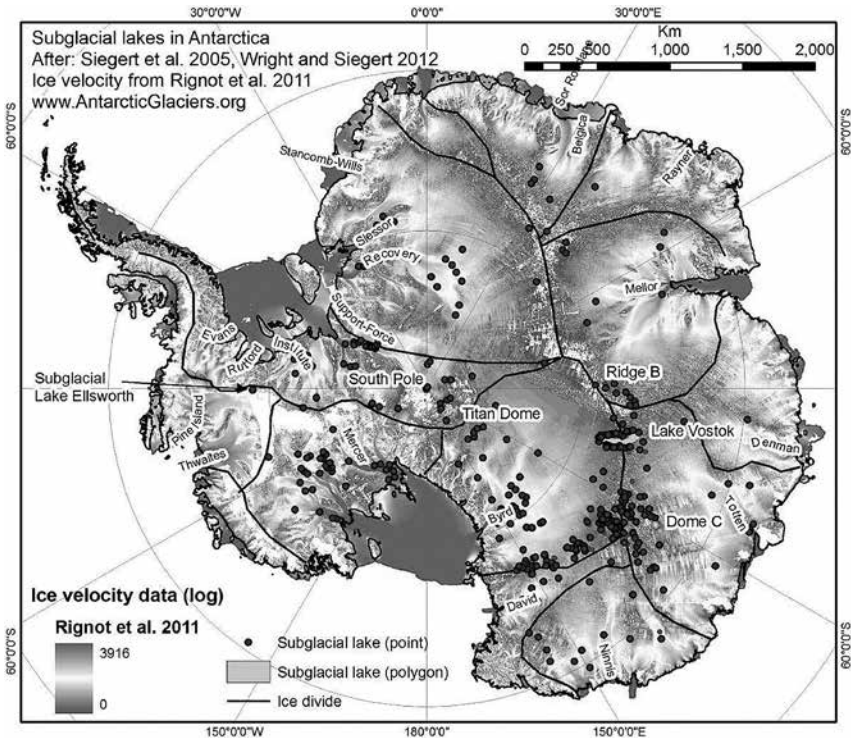 30°0'0"W
0°0'0"
30°0'0"E
Subglacial lakes in Antarctica
After: Siegert et al. 2005, Wright and Siegert 2012
Ice velocity from Rignot et al. 2011
www.AntarcticGlaciers.org
Km
0 250 500 1,000 1,500 2,000
60°0'0"S
60°0'0"S
Sor Rondane
Belgica
Rayner
Stancomb-Wills
Slessor
Recovery
Support-Force
Mellor
Evans
Rutford
Institute
South Pole
Ridge B
Subglacial
Lake Ellsworth
Titan Dome
Lake Vostok
Pine Island
Thwaites
Mercer
Denman
Byrd
Totten
Dome C
David
Ninnis
Ice velocity data (log)
Rignot et al. 2011
3916
0
Subglacial lake (point)
Subglacial lake (polygon)
Ice divide
60°0'0"S
60°0'0"S
150°0'0"W
180°0'0"
150°0'0"E